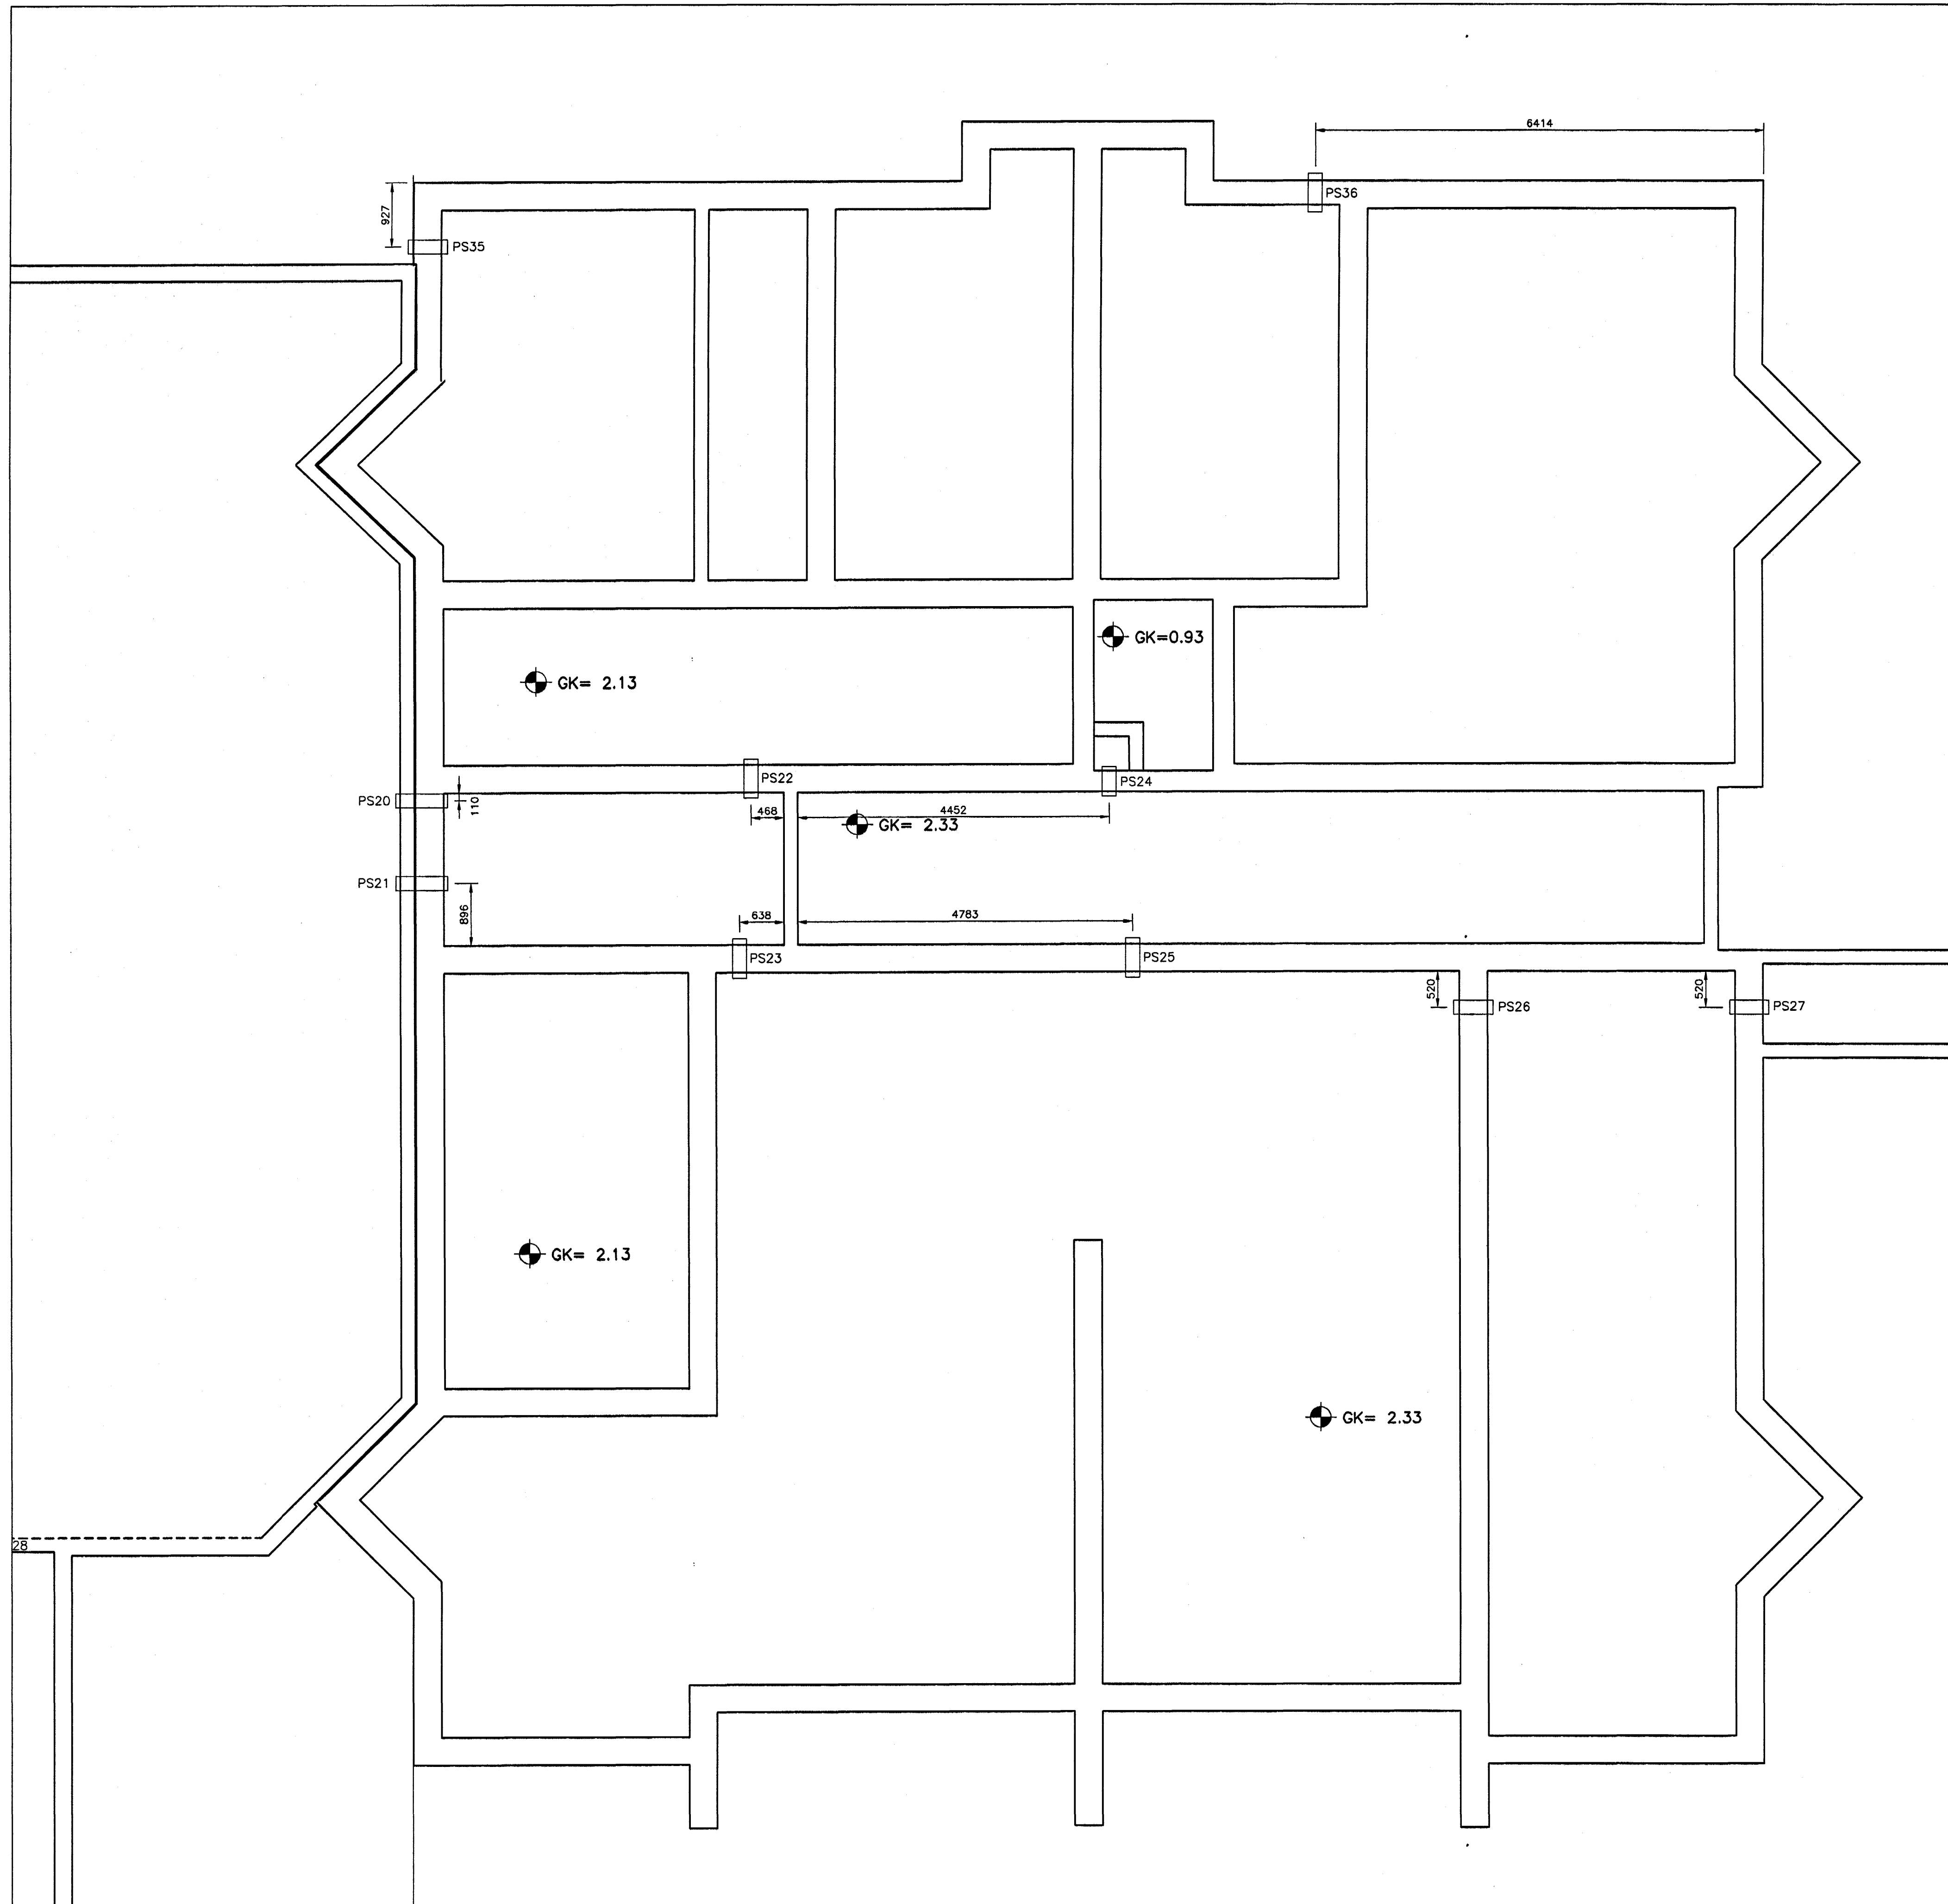 6414
PS36
927
PS35
GK=0.93
GK= 2.13
PS22
PS24
PS20
110
468
4452
GK= 2.33
PS21
896
638
4783
PS23
PS25
520
PS26
520
PS27
GK= 2.13
GK= 2.33
28